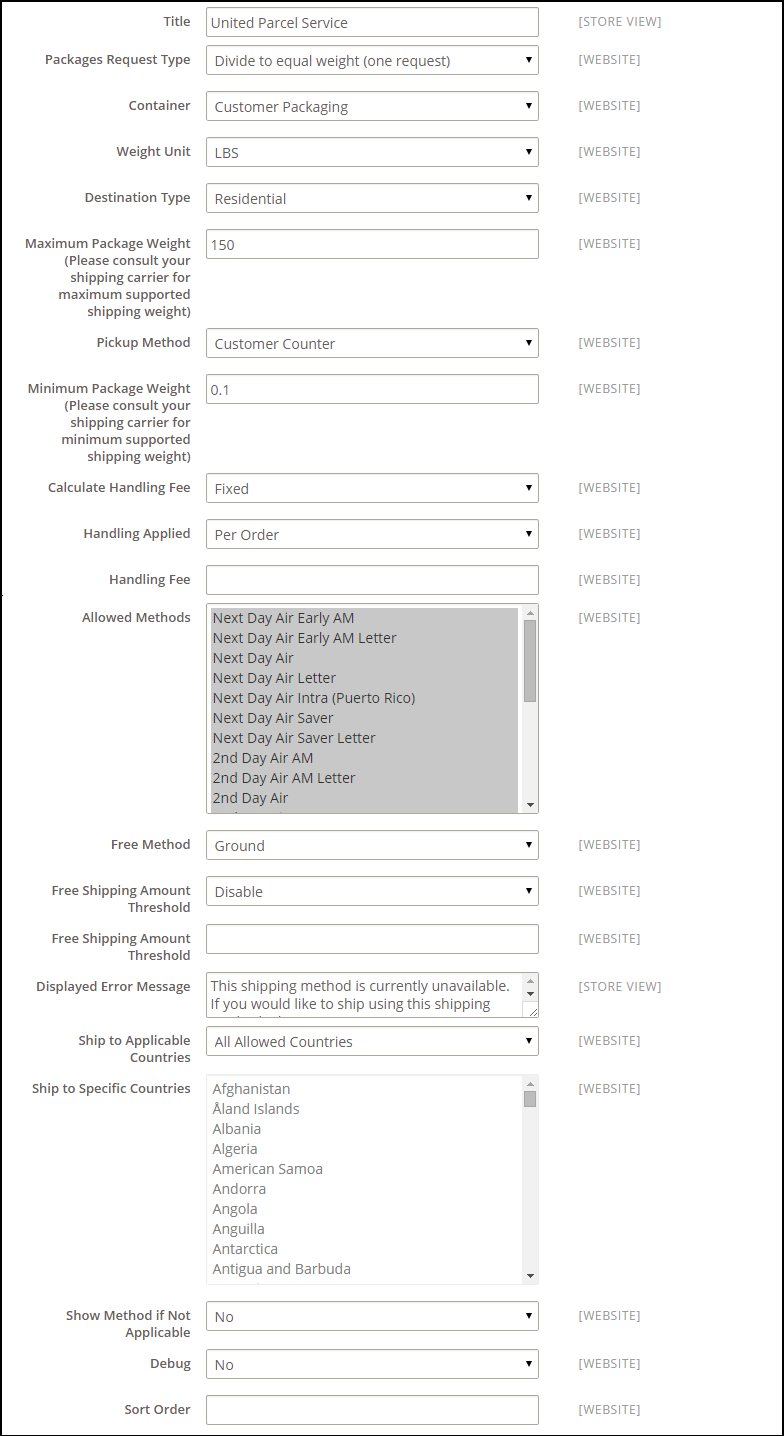 Title United Parcel Service [STORE VIEW]
Packages Request Type Divide to equal weight (one request) [WEBSITE]
Container Customer Packaging [WEBSITE]
Weight Unit LBS [WEBSITE]
Destination Type Residential [WEBSITE]
Maximum Package Weight 150 [WEBSITE]
(Please consult your
shipping carrier for
maximum supported
shipping weight)
Pickup Method Customer Counter [WEBSITE]
Minimum Package Weight 0.1 [WEBSITE]
(Please consult your
shipping carrier for
minimum supported
shipping weight)
Calculate Handling Fee Fixed [WEBSITE]
Handling Applied Per Order [WEBSITE]
Handling Fee [WEBSITE]
Allowed Methods Next Day Air Early AM [WEBSITE]
Next Day Air Early AM Letter
Next Day Air
Next Day Air Letter
Next Day Air Intra (Puerto Rico)
Next Day Air Saver
Next Day Air Saver Letter
2nd Day Air AM
2nd Day Air AM Letter
2nd Day Air
Free Method Ground [WEBSITE]
Free Shipping Amount Disable [WEBSITE]
Threshold
Free Shipping Amount [WEBSITE]
Threshold
Displayed Error Message This shipping method is currently unavailable. [STORE VIEW]
If you would like to ship using this shipping
Ship to Applicable All Allowed Countries [WEBSITE]
Countries
Ship to Specific Countries Afghanistan [WEBSITE]
Åland Islands
Albania
Algeria
American Samoa
Andorra
Angola
Anguilla
Antarctica
Antigua and Barbuda
Show Method if Not No [WEBSITE]
Applicable
Debug No [WEBSITE]
Sort Order [WEBSITE]